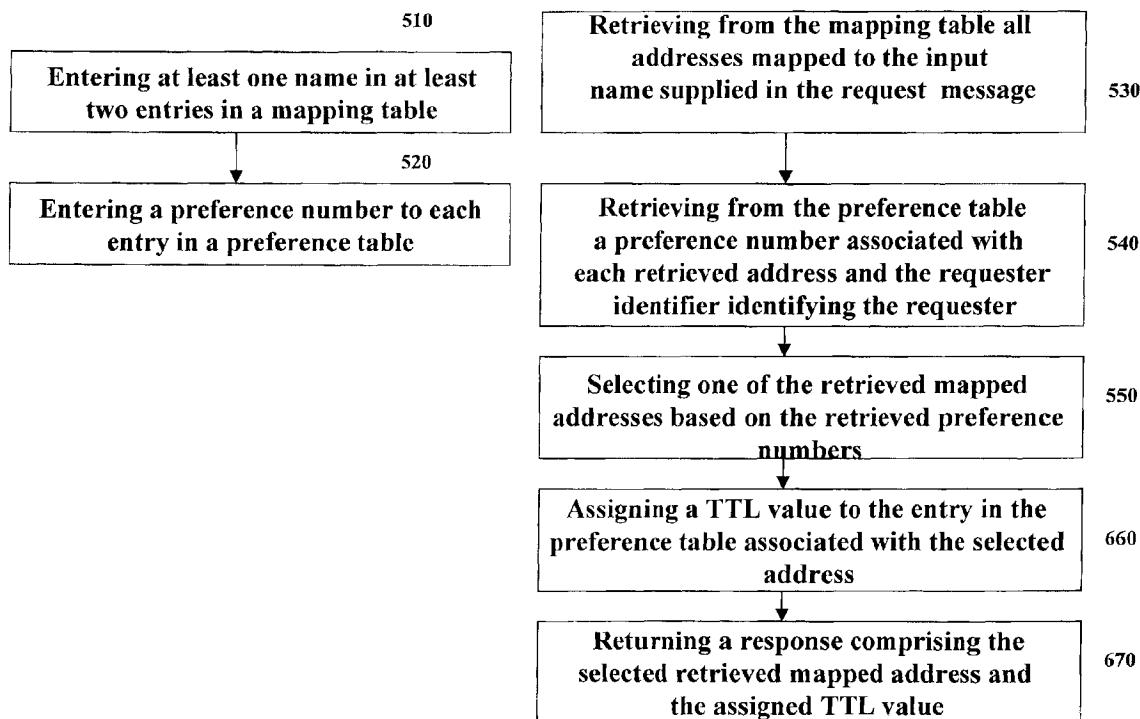 510
Entering at least one name in at least
two entries in a mapping table
520
Entering a preference number to each
entry in a preference table
Retrieving from the mapping table all
addresses mapped to the input
name supplied in the request message
530
Retrieving from the preference table
a preference number associated with
each retrieved address and the requester
identifier identifying the requester
540
Selecting one of the retrieved mapped
addresses based on the retrieved preference
numbers
550
Assigning a TTL value to the entry in the
preference table associated with the selected
address
660
Returning a response comprising the
selected retrieved mapped address and
the assigned TTL value
670